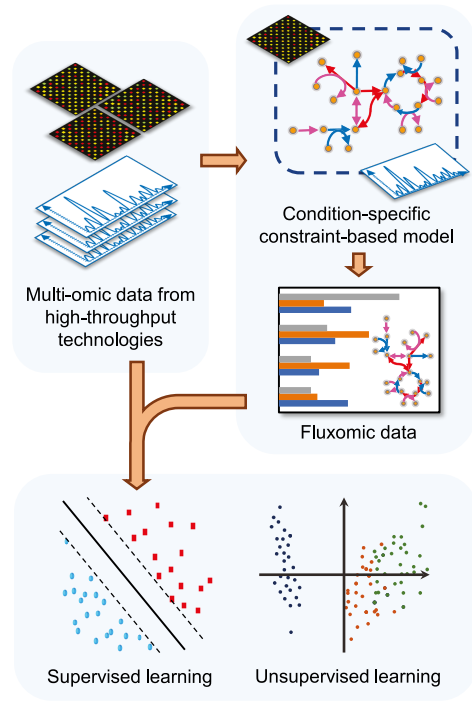 Multi-omic data from
high-throughput
technologies
Condition-specific
constraint-based model
Fluxomic data
Supervised learning
Unsupervised learning